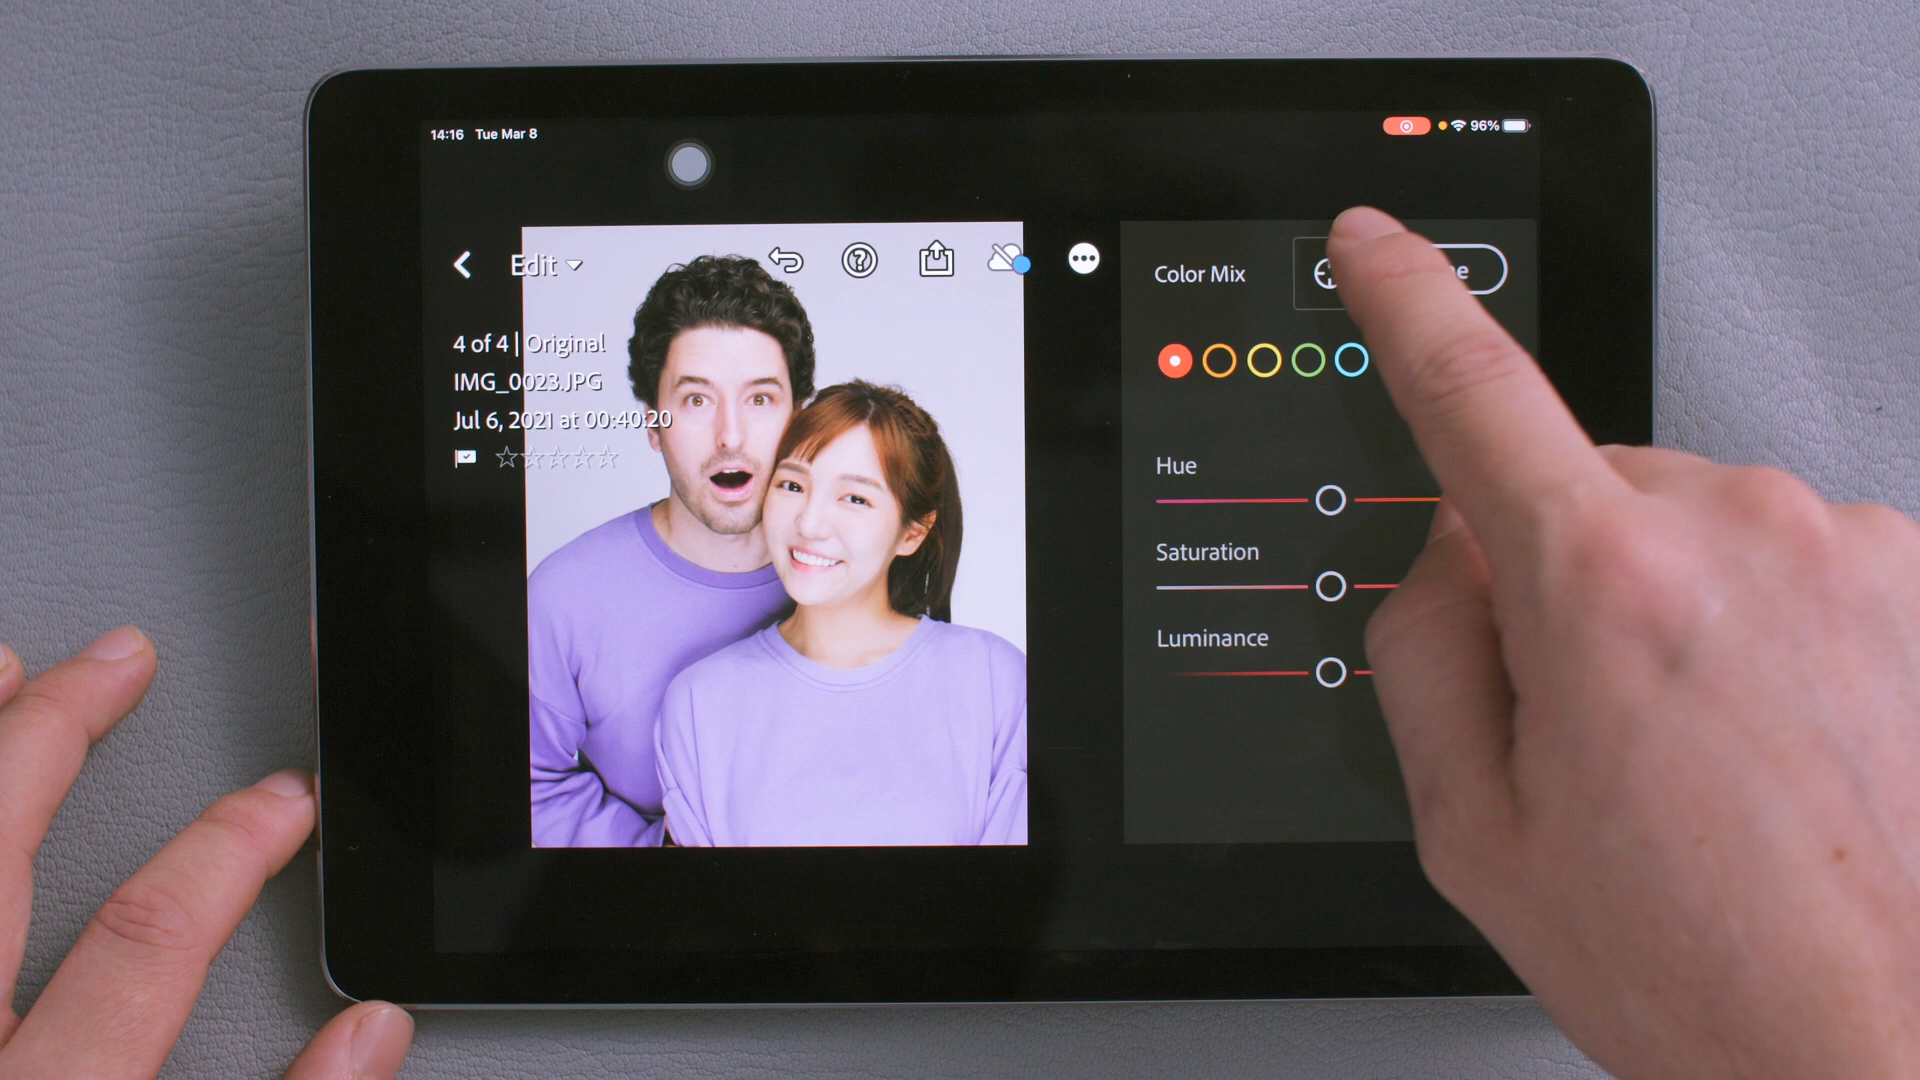 14:16 Tue Mar 8
96%
Edit
Color Mix
4 of 4 | Original
IMG_0023.JPG
Jul 6, 2021 at 00:40:20
Hue
Saturation
Luminance